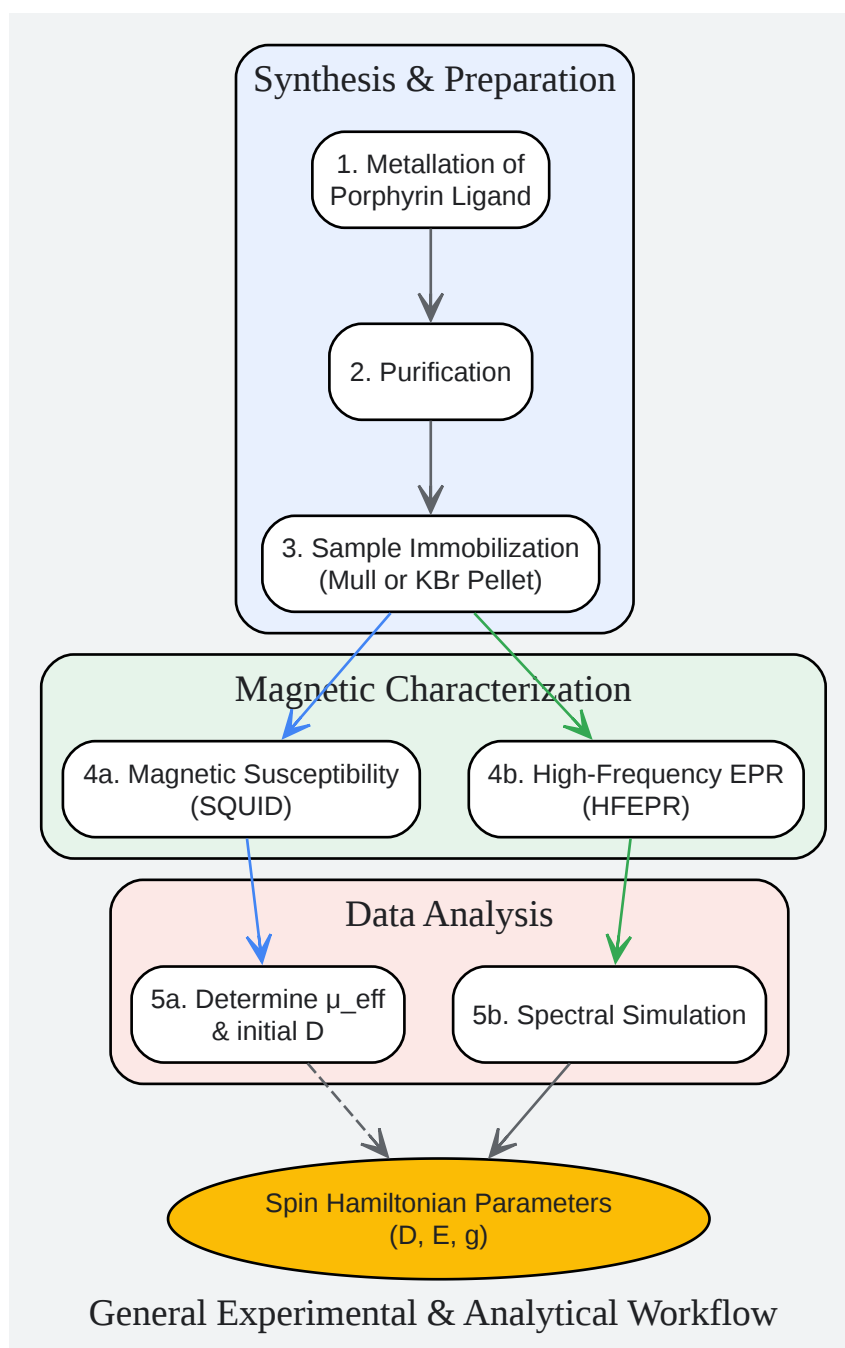 Synthesis & Preparation
1. Metallation of
Porphyrin Ligand
2. Purification
3. Sample Immobilization
(Mull or KBr Pellet)
Magnetic Characterization
4a. Magnetic Susceptibility
(SQUID)
4b. High-Frequency EPR
(HFEPR)
Data Analysis
5a. Determine μ_eff
& initial D
5b. Spectral Simulation
Spin Hamiltonian Parameters
(D, E, g)
General Experimental & Analytical Workflow